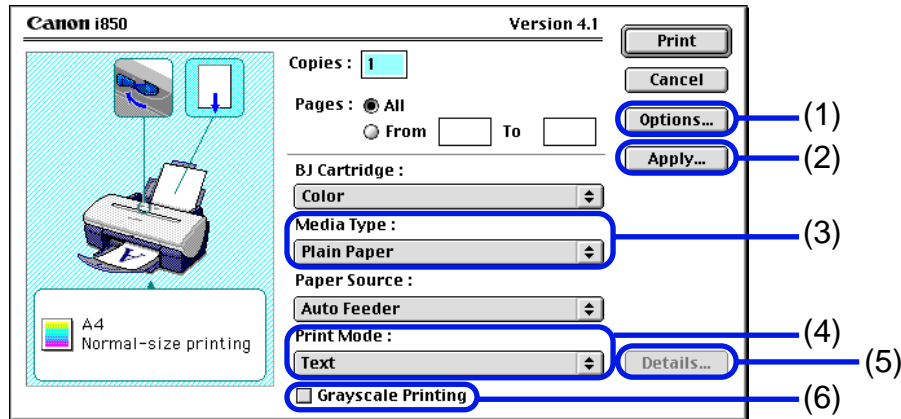 Canon i850 Version 4.1
Print
Copies : 1
Cancel
Pages : All
Options... (1)
From To
Apply... (2)
BJ Cartridge :
Color
Media Type :
(3)
Plain Paper
Paper Source :
Auto Feeder
A4
Normal-size printing
Print Mode :
(4)
Text
Details... (5)
Grayscale Printing (6)
A